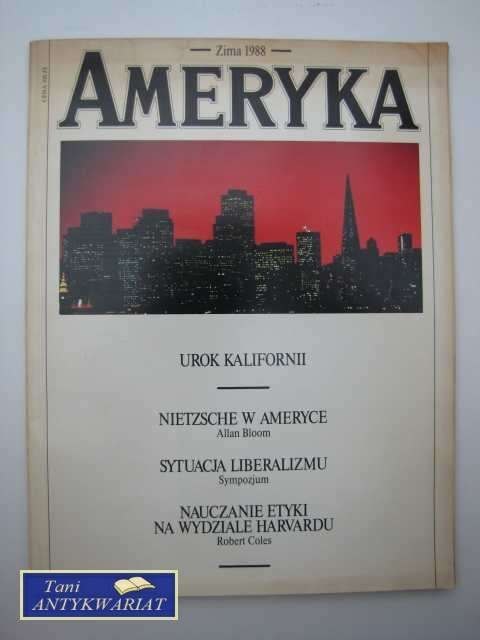 Zima 1988
AMERYKA
UROK KALIFORNII
NIETZSCHE W AMERYCE
Allan Bloom
SYTUACJA LIBERALIZMU
Sympozjum
NAUCZANIE ETYKI
NA WYDZIALE HARVARDU
Robert Coles
Tani
ANTYKWARIAT